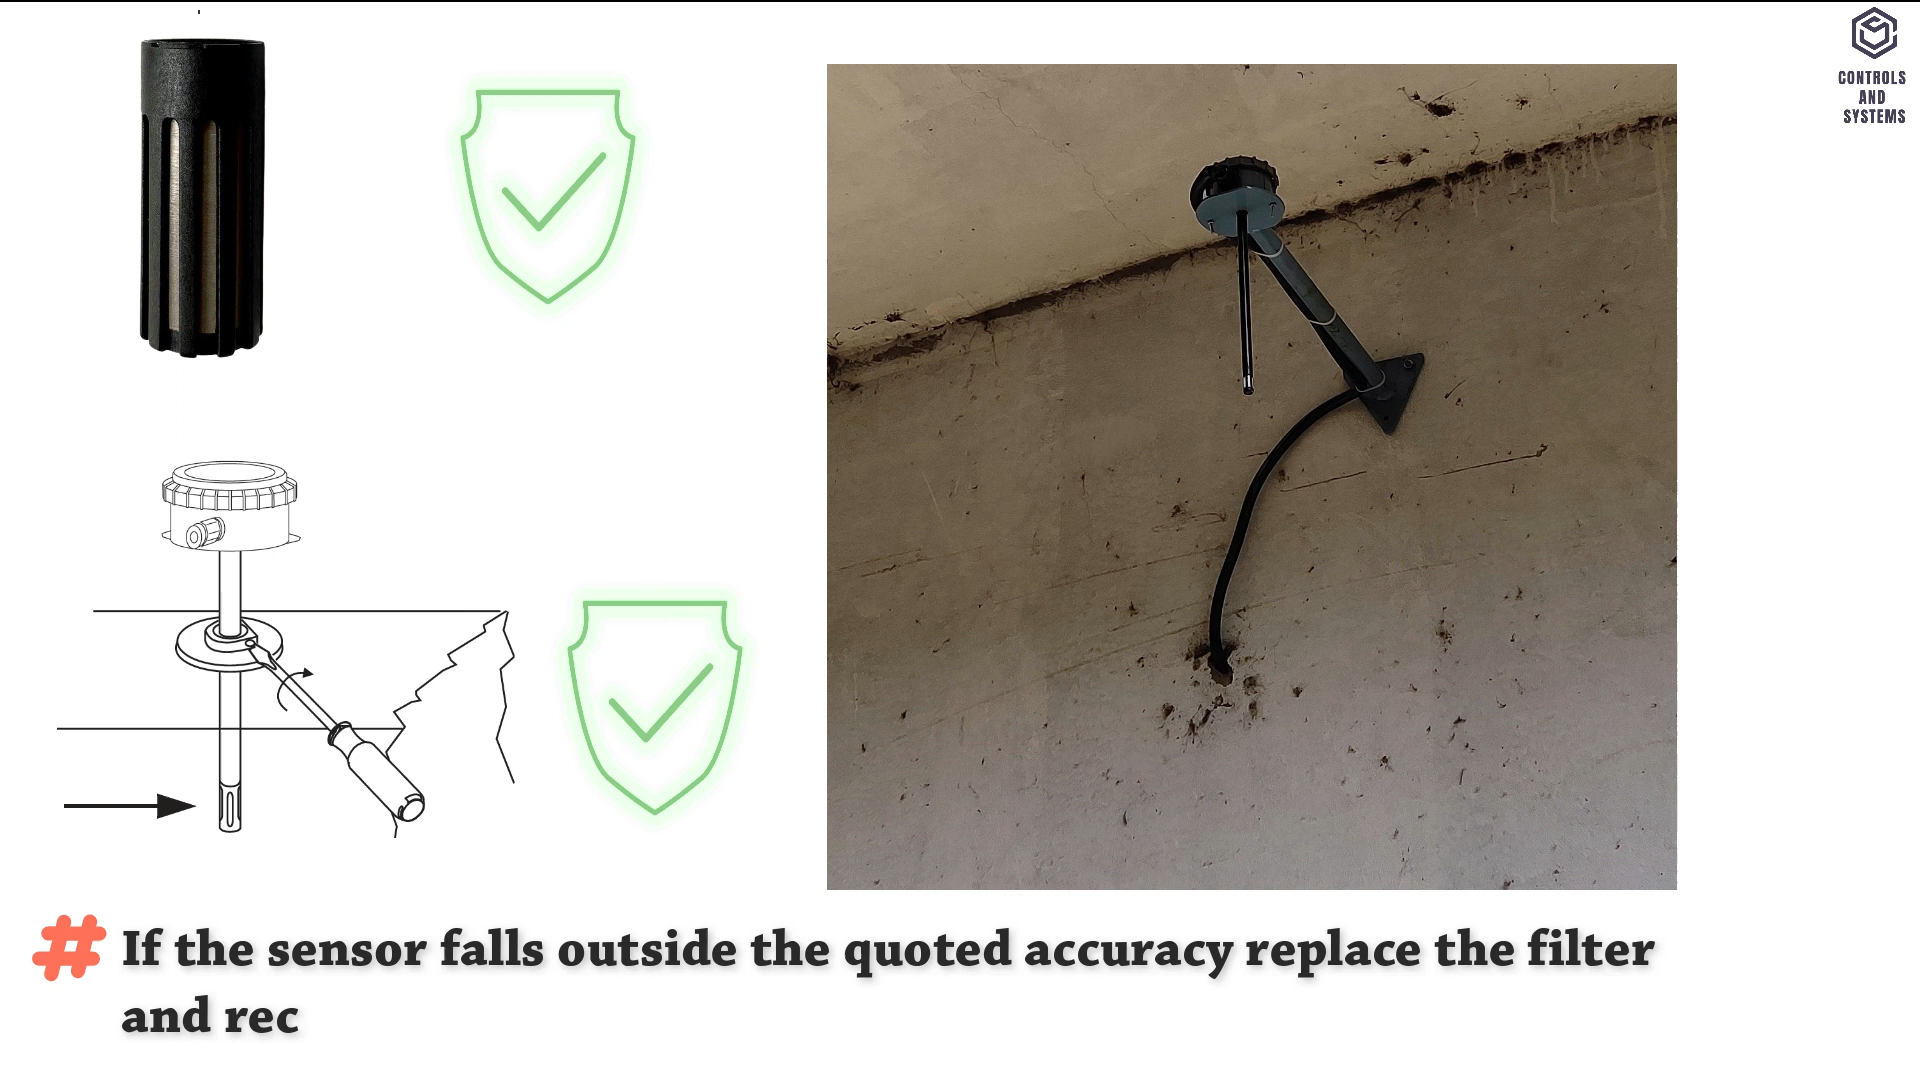 CONTROLS
AND
SYSTEMS
# If the sensor falls outside the quoted accuracy replace the filter
and rec